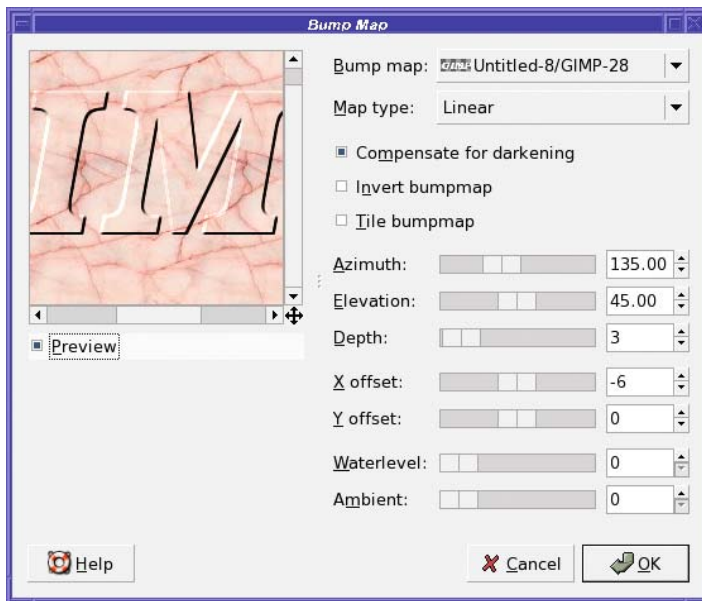 Bump Map
IM
Preview
Bump map: GIMP Untitled-8/GIMP-28
Map type: Linear
Compensate for darkening
Invert bumpmap
Tile bumpmap
Azimuth: 135.00
Elevation: 45.00
Depth: 3
X offset: -6
Y offset: 0
Waterlevel: 0
Ambient: 0
Help
Cancel
OK